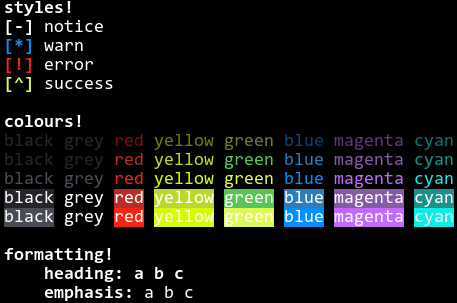 styles!
[-] notice
[*] warn
[!] error
[^] success
colours!
black grey red yellow green blue magenta cyan
black grey red yellow green blue magenta cyan
black grey red yellow green blue magenta cyan
black grey red yellow green blue magenta cyan
black grey red yellow green blue magenta cyan
formatting!
heading: a b c
emphasis: a b c